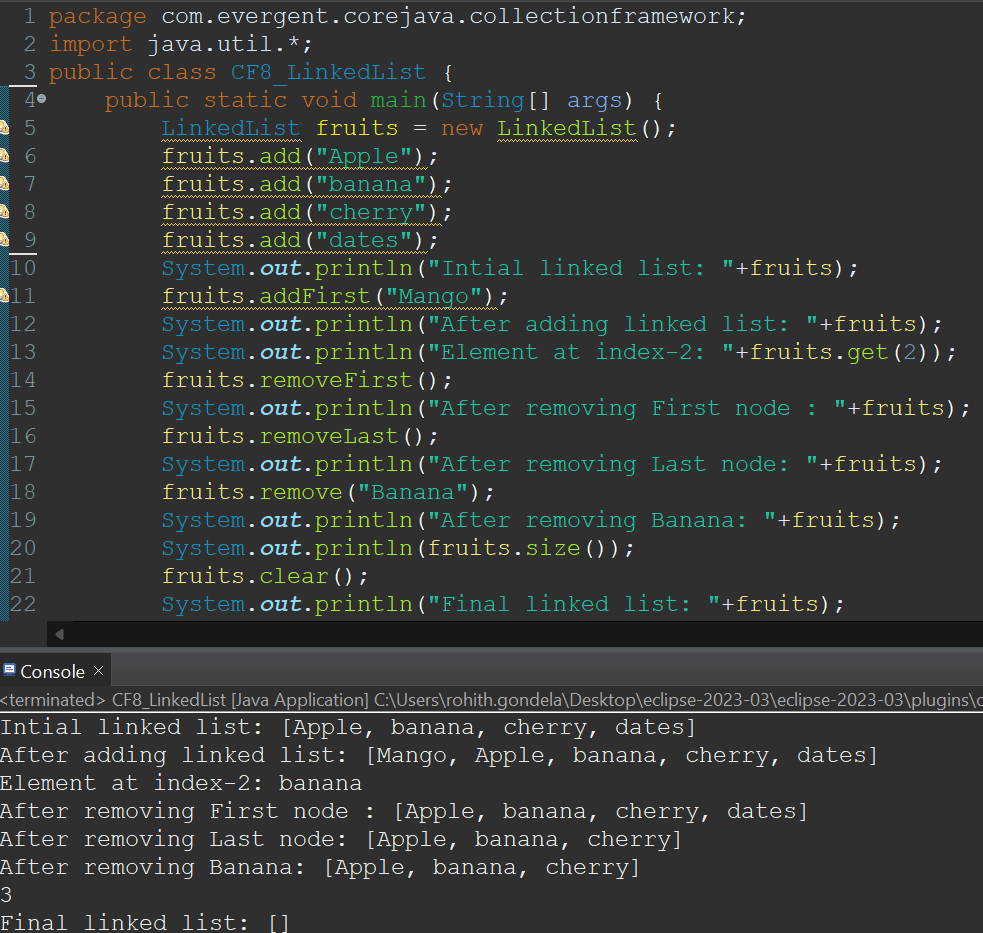 1 package com.evergent.corejava.collectionframework;
2 import java.util.*;
3 public class CF8_LinkedList {
4 public static void main(String[] args) {
5 LinkedList fruits = new LinkedList();
6 fruits.add("Apple");
7 fruits.add("banana");
8 fruits.add("cherry");
9 fruits.add("dates");
10 System.out.println("Intial linked list: "+fruits);
11 fruits.addFirst("Mango");
12 System.out.println("After adding linked list: "+fruits);
13 System.out.println("Element at index-2: "+fruits.get(2));
14 fruits.removeFirst();
15 System.out.println("After removing First node : "+fruits);
16 fruits.removeLast();
17 System.out.println("After removing Last node: "+fruits);
18 fruits.remove("Banana");
19 System.out.println("After removing Banana: "+fruits);
20 System.out.println(fruits.size());
21 fruits.clear();
22 System.out.println("Final linked list: "+fruits);
Console ×
<terminated> CF8_LinkedList [Java Application] C:\Users\rohith.gondela\Desktop\eclipse-2023-03\eclipse-2023-03\plugins\
Intial linked list: [Apple, banana, cherry, dates]
After adding linked list: [Mango, Apple, banana, cherry, dates]
Element at index-2: banana
After removing First node : [Apple, banana, cherry, dates]
After removing Last node: [Apple, banana, cherry]
After removing Banana: [Apple, banana, cherry]
3
Final linked list: []